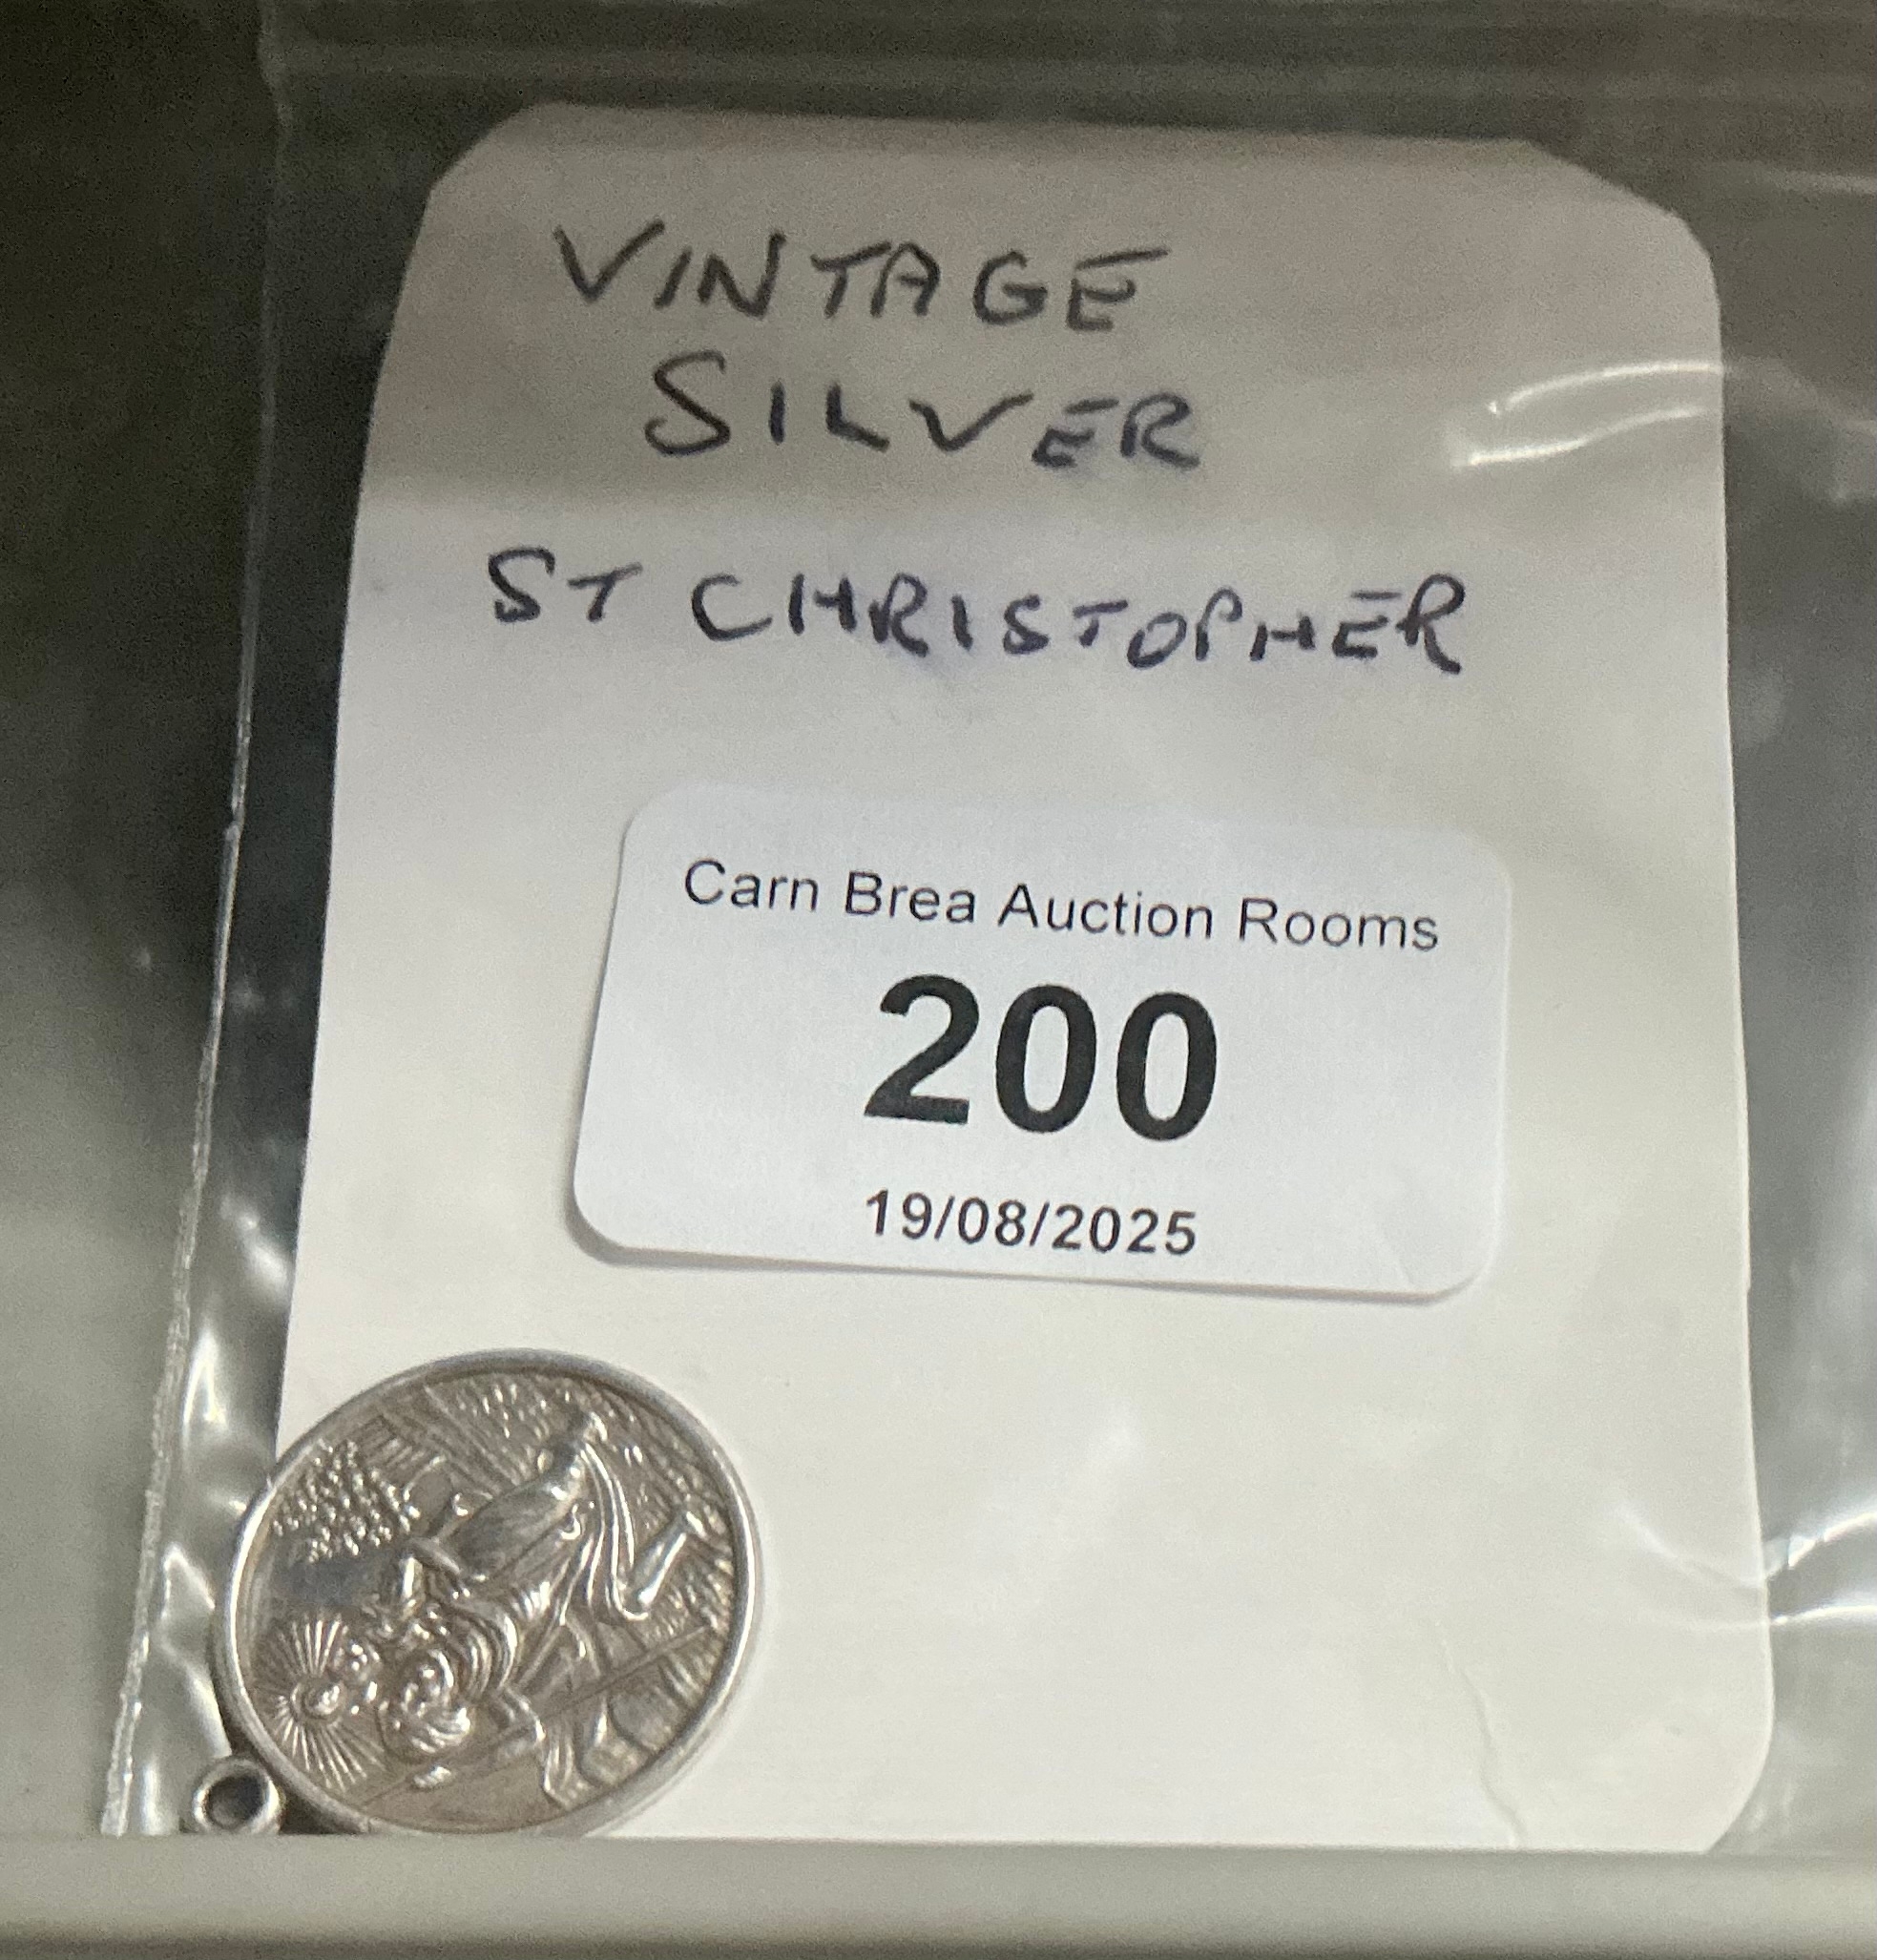 VINTAGE
SILVER
ST CHRISTOPHER
Carn Brea Auction Rooms
200
19/08/2025